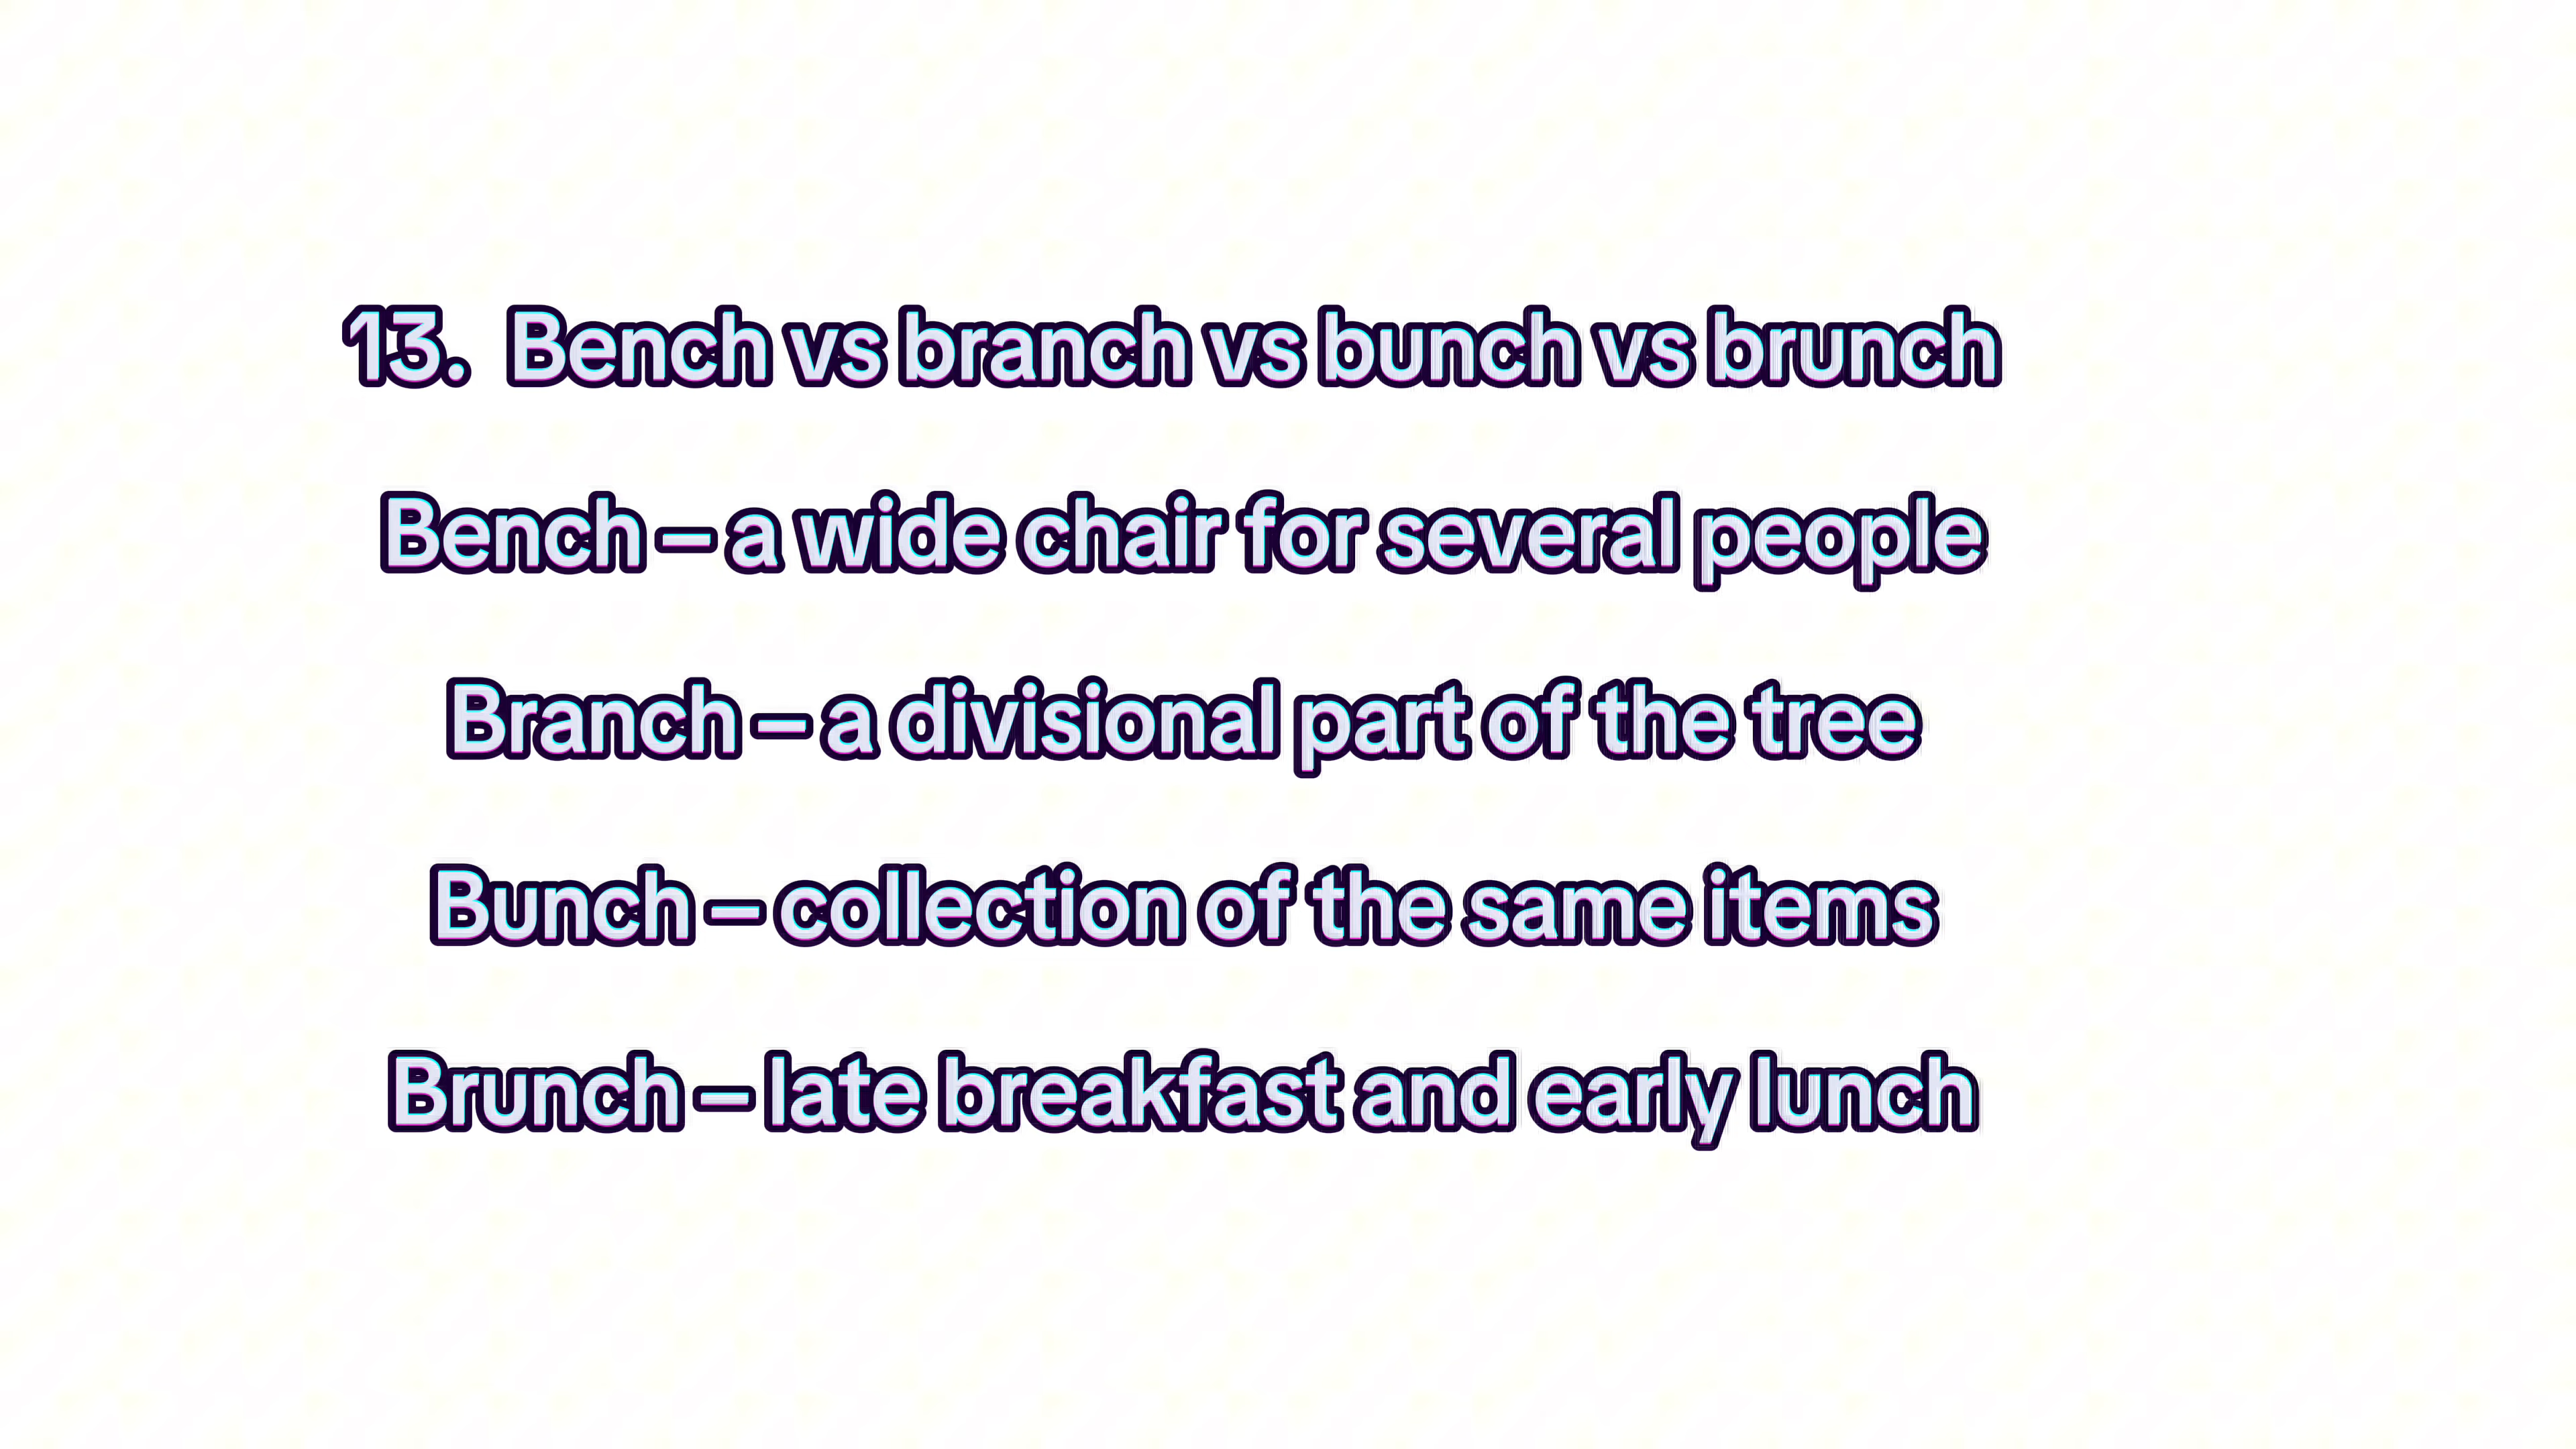 13. Bench vs branch vs bunch vs brunch
Bench – a wide chair for several people
Branch – a divisional part of the tree
Bunch – collection of the same items
Brunch – late breakfast and early lunch